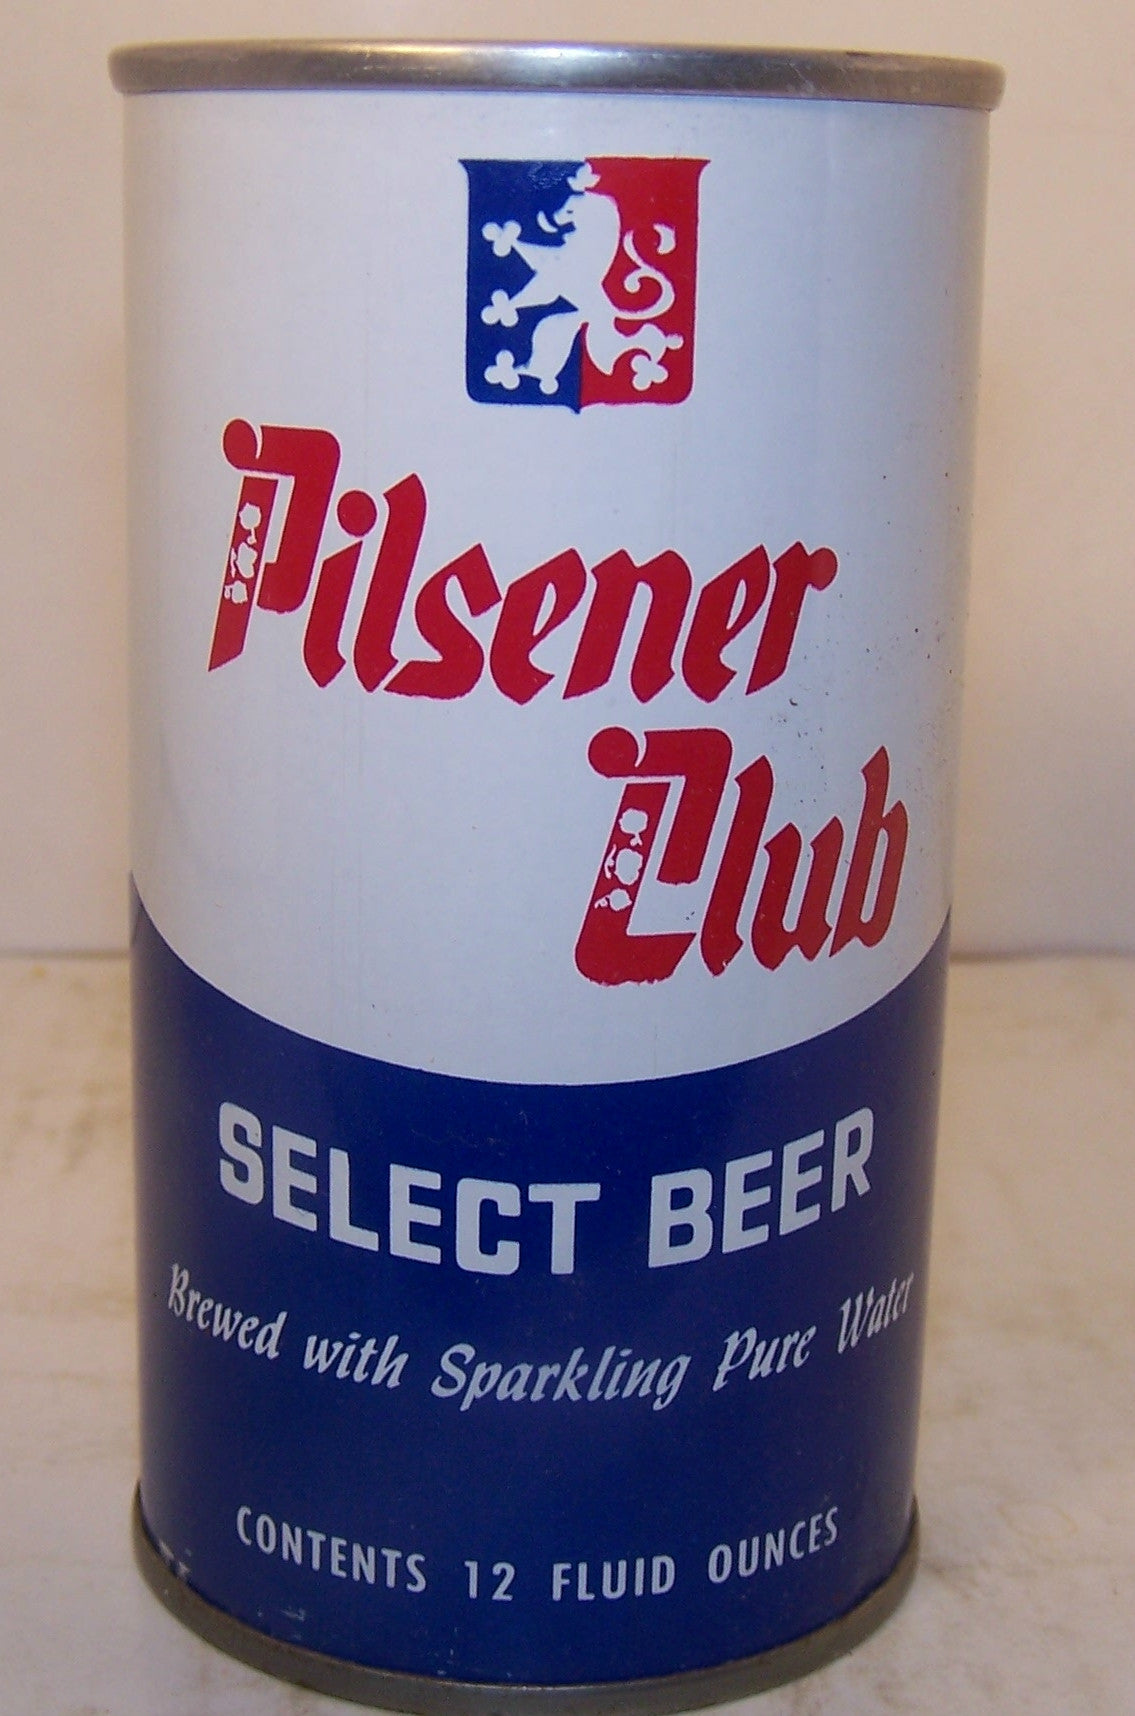 Pilsener
Club
SELECT BEER
Brewed with Sparkling Pure Water
CONTENTS 12 FLUID OUNCES